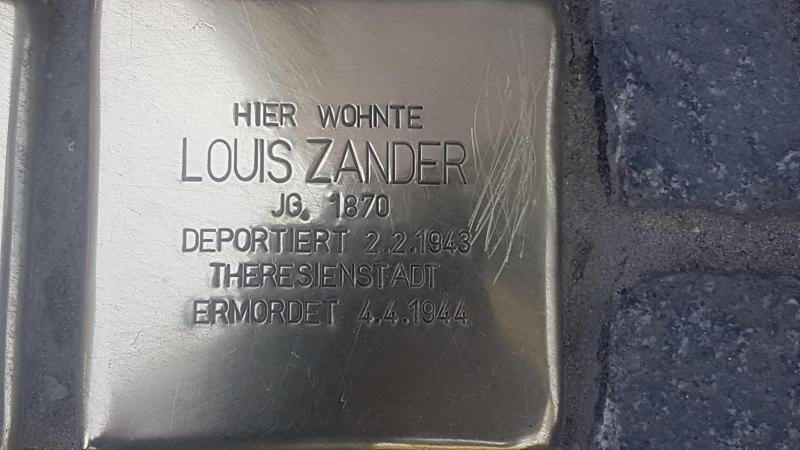 HIER WOHNTE
LOUIS ZANDER
JG. 1870
DEPORTIERT 2.2.1943
THERESIENSTADT
ERMORDET 4.4.1944